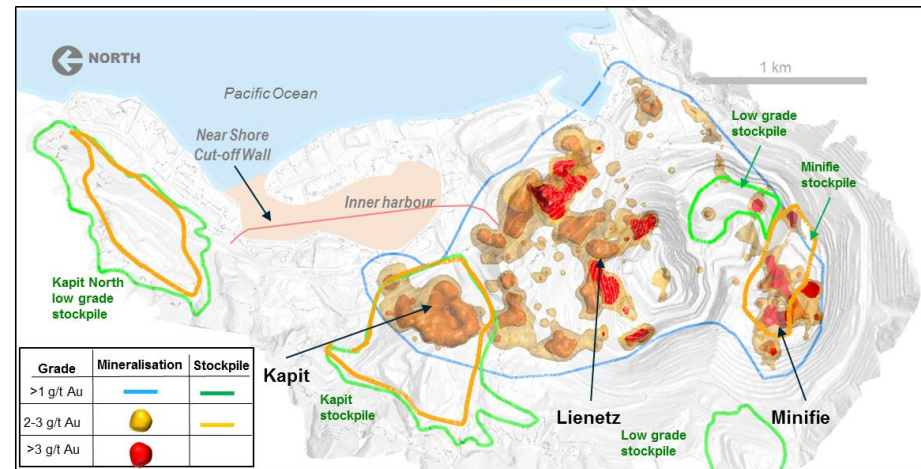 NORTH
Pacific Ocean
1 km
Near Shore
Cut-off Wall
Inner harbour
Low grade
stockpile
Minifie
stockpile
Kapit North
low grade
stockpile
Kapit
Kapit
stockpile
Lienetz
Minifie
Low grade
stockpile
Grade Mineralisation Stockpile
>1 g/t Au
2-3 g/t Au
>3 g/t Au